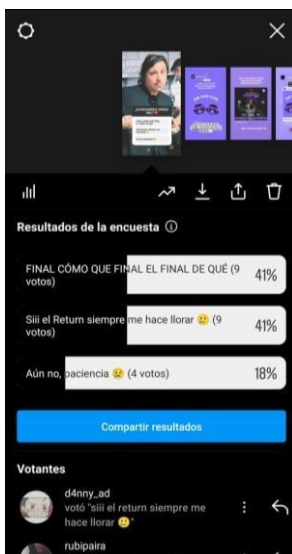 Resultados de la encuesta
FINAL CÓMO QUE FINAL EL FINAL DE QUÉ (9
votos)
41%
Siii el Return siempre me hace llorar 🥲 (9
votos)
41%
Aún no, paciencia 😢 (4 votos)
18%
Compartir resultados
Votantes
d4nny_ad
votó "siii el return siempre me
hace llorar 🥲"
rubipaira